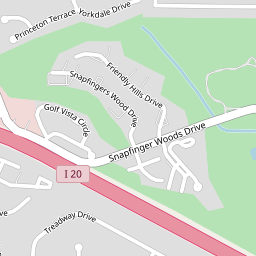 Princeton Terrace
Yorkdale Drive
Friendly Hills Drive
Snapfingers Wood Drive
Golf Vista Circle
Snapfinger Woods Drive
I 20
Treadway Drive